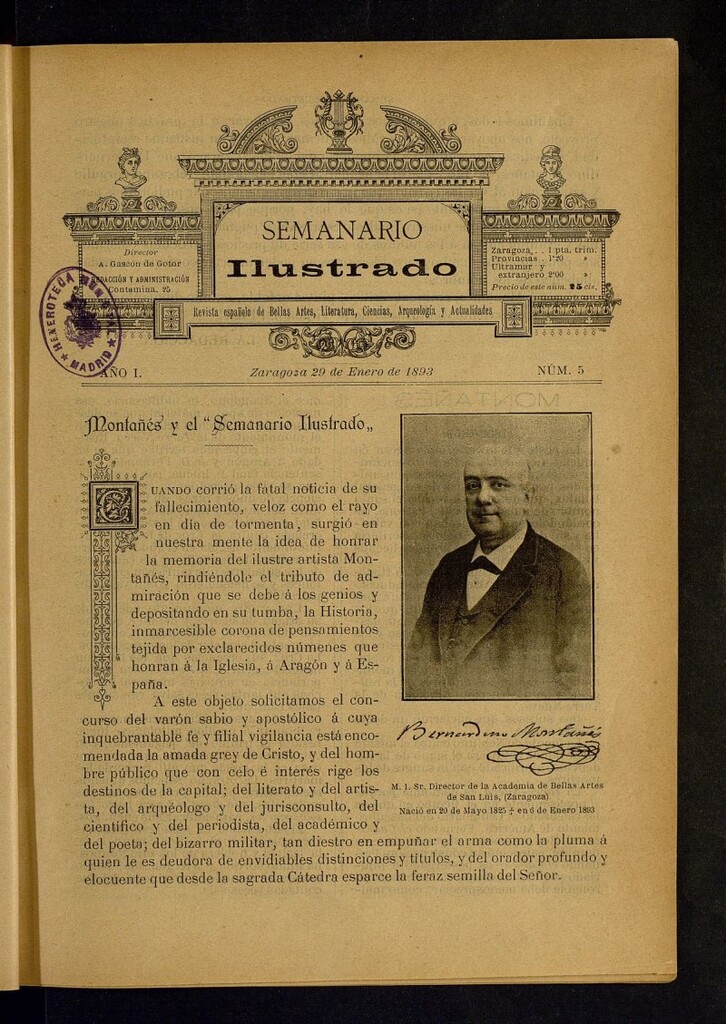 SEMANARIO
Ilustrado
Director
A. Gascón de Gotor
REDACCIÓN Y ADMINISTRACIÓN
Contamina, 25
Zaragoza. . . 1 pta. trim.
Provincias . 1'20 »
Ultramar y
extranjero 2'00 »
Precio de este núm. 25 cts.
Revista española de Bellas Artes, Literatura, Ciencias, Arqueología y Actualidades
HEMEROTECA MUNICIPAL
★ MADRID ★
AÑO I.
Zaragoza 29 de Enero de 1893
NÚM. 5
Montañés y el "Semanario Ilustrado„
CUANDO corrió la fatal noticia de su
fallecimiento, veloz como el rayo
en día de tormenta, surgió en
nuestra mente la idea de honrar
la memoria del ilustre artista Mon-
tañés, rindiéndole el tributo de ad-
miración que se debe á los genios y
depositando en su tumba, la Historia,
inmarcesible corona de pensamientos
tejida por exclarecidos númenes que
honran á la Iglesia, á Aragón y á Es-
paña.
A este objeto solicitamos el con-
curso del varón sabio y apostólico á cuya
inquebrantable fe y filial vigilancia está enco-
mendada la amada grey de Cristo, y del hom-
bre público que con celo é interés rige los
destinos de la capital; del literato y del artis-
ta, del arquéologo y del jurisconsulto, del
científico y del periodista, del académico y
del poeta; del bizarro militar, tan diestro en empuñar el arma como la pluma á
quien le es deudora de envidiables distinciones y títulos, y del orador profundo y
elocuente que desde la sagrada Cátedra esparce la feraz semilla del Señor.
Bernardino Montañés
M. I. Sr. Director de la Academia de Bellas Artes
de San Luis, (Zaragoza)
Nació en 20 de Mayo 1825 ✝ en 6 de Enero 1893